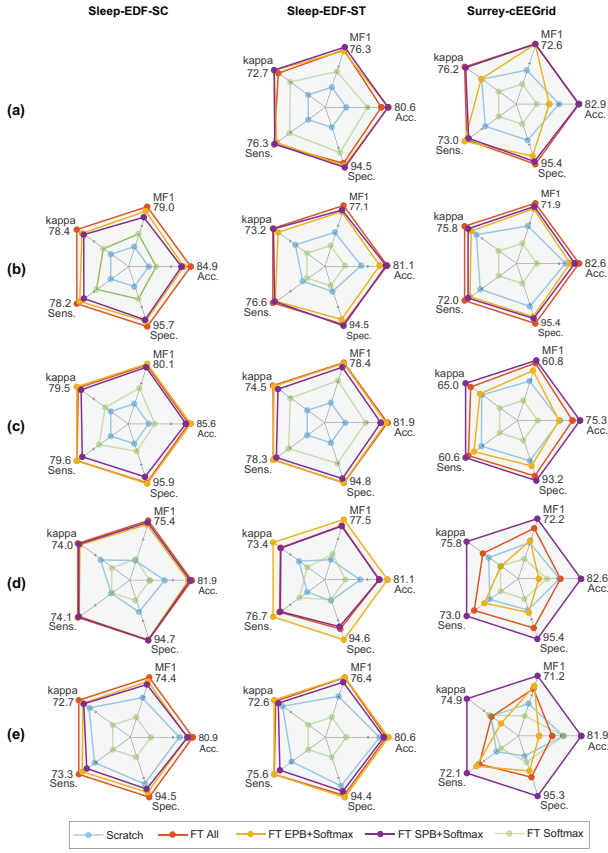 Sleep-EDF-SC Sleep-EDF-ST Surrey-cEEGrid
(a)
MF1 76.3 kappa 72.7 80.6 Acc. 76.3 Sens. 94.5 Spec.
MF1 72.6 kappa 76.2 82.9 Acc. 73.0 Sens. 95.4 Spec.
(b)
MF1 79.0 kappa 78.4 84.9 Acc. 78.2 Sens. 95.7 Spec.
MF1 77.1 kappa 73.2 81.1 Acc. 76.6 Sens. 94.5 Spec.
MF1 71.9 kappa 75.8 82.6 Acc. 72.0 Sens. 95.4 Spec.
(c)
MF1 80.1 kappa 79.5 85.6 Acc. 79.6 Sens. 95.9 Spec.
MF1 78.4 kappa 74.5 81.9 Acc. 78.3 Sens. 94.8 Spec.
MF1 60.8 kappa 65.0 75.3 Acc. 60.6 Sens. 93.2 Spec.
(d)
MF1 75.4 kappa 74.0 81.9 Acc. 74.1 Sens. 94.7 Spec.
MF1 77.5 kappa 73.4 81.1 Acc. 76.7 Sens. 94.6 Spec.
MF1 72.2 kappa 75.8 82.6 Acc. 73.0 Sens. 95.4 Spec.
(e)
MF1 74.4 kappa 72.7 80.9 Acc. 73.3 Sens. 94.5 Spec.
MF1 76.4 kappa 72.6 80.6 Acc. 75.6 Sens. 94.4 Spec.
MF1 71.2 kappa 74.9 81.9 Acc. 72.1 Sens. 95.3 Spec.
Scratch FT All FT EPB+Softmax FT SPB+Softmax FT Softmax